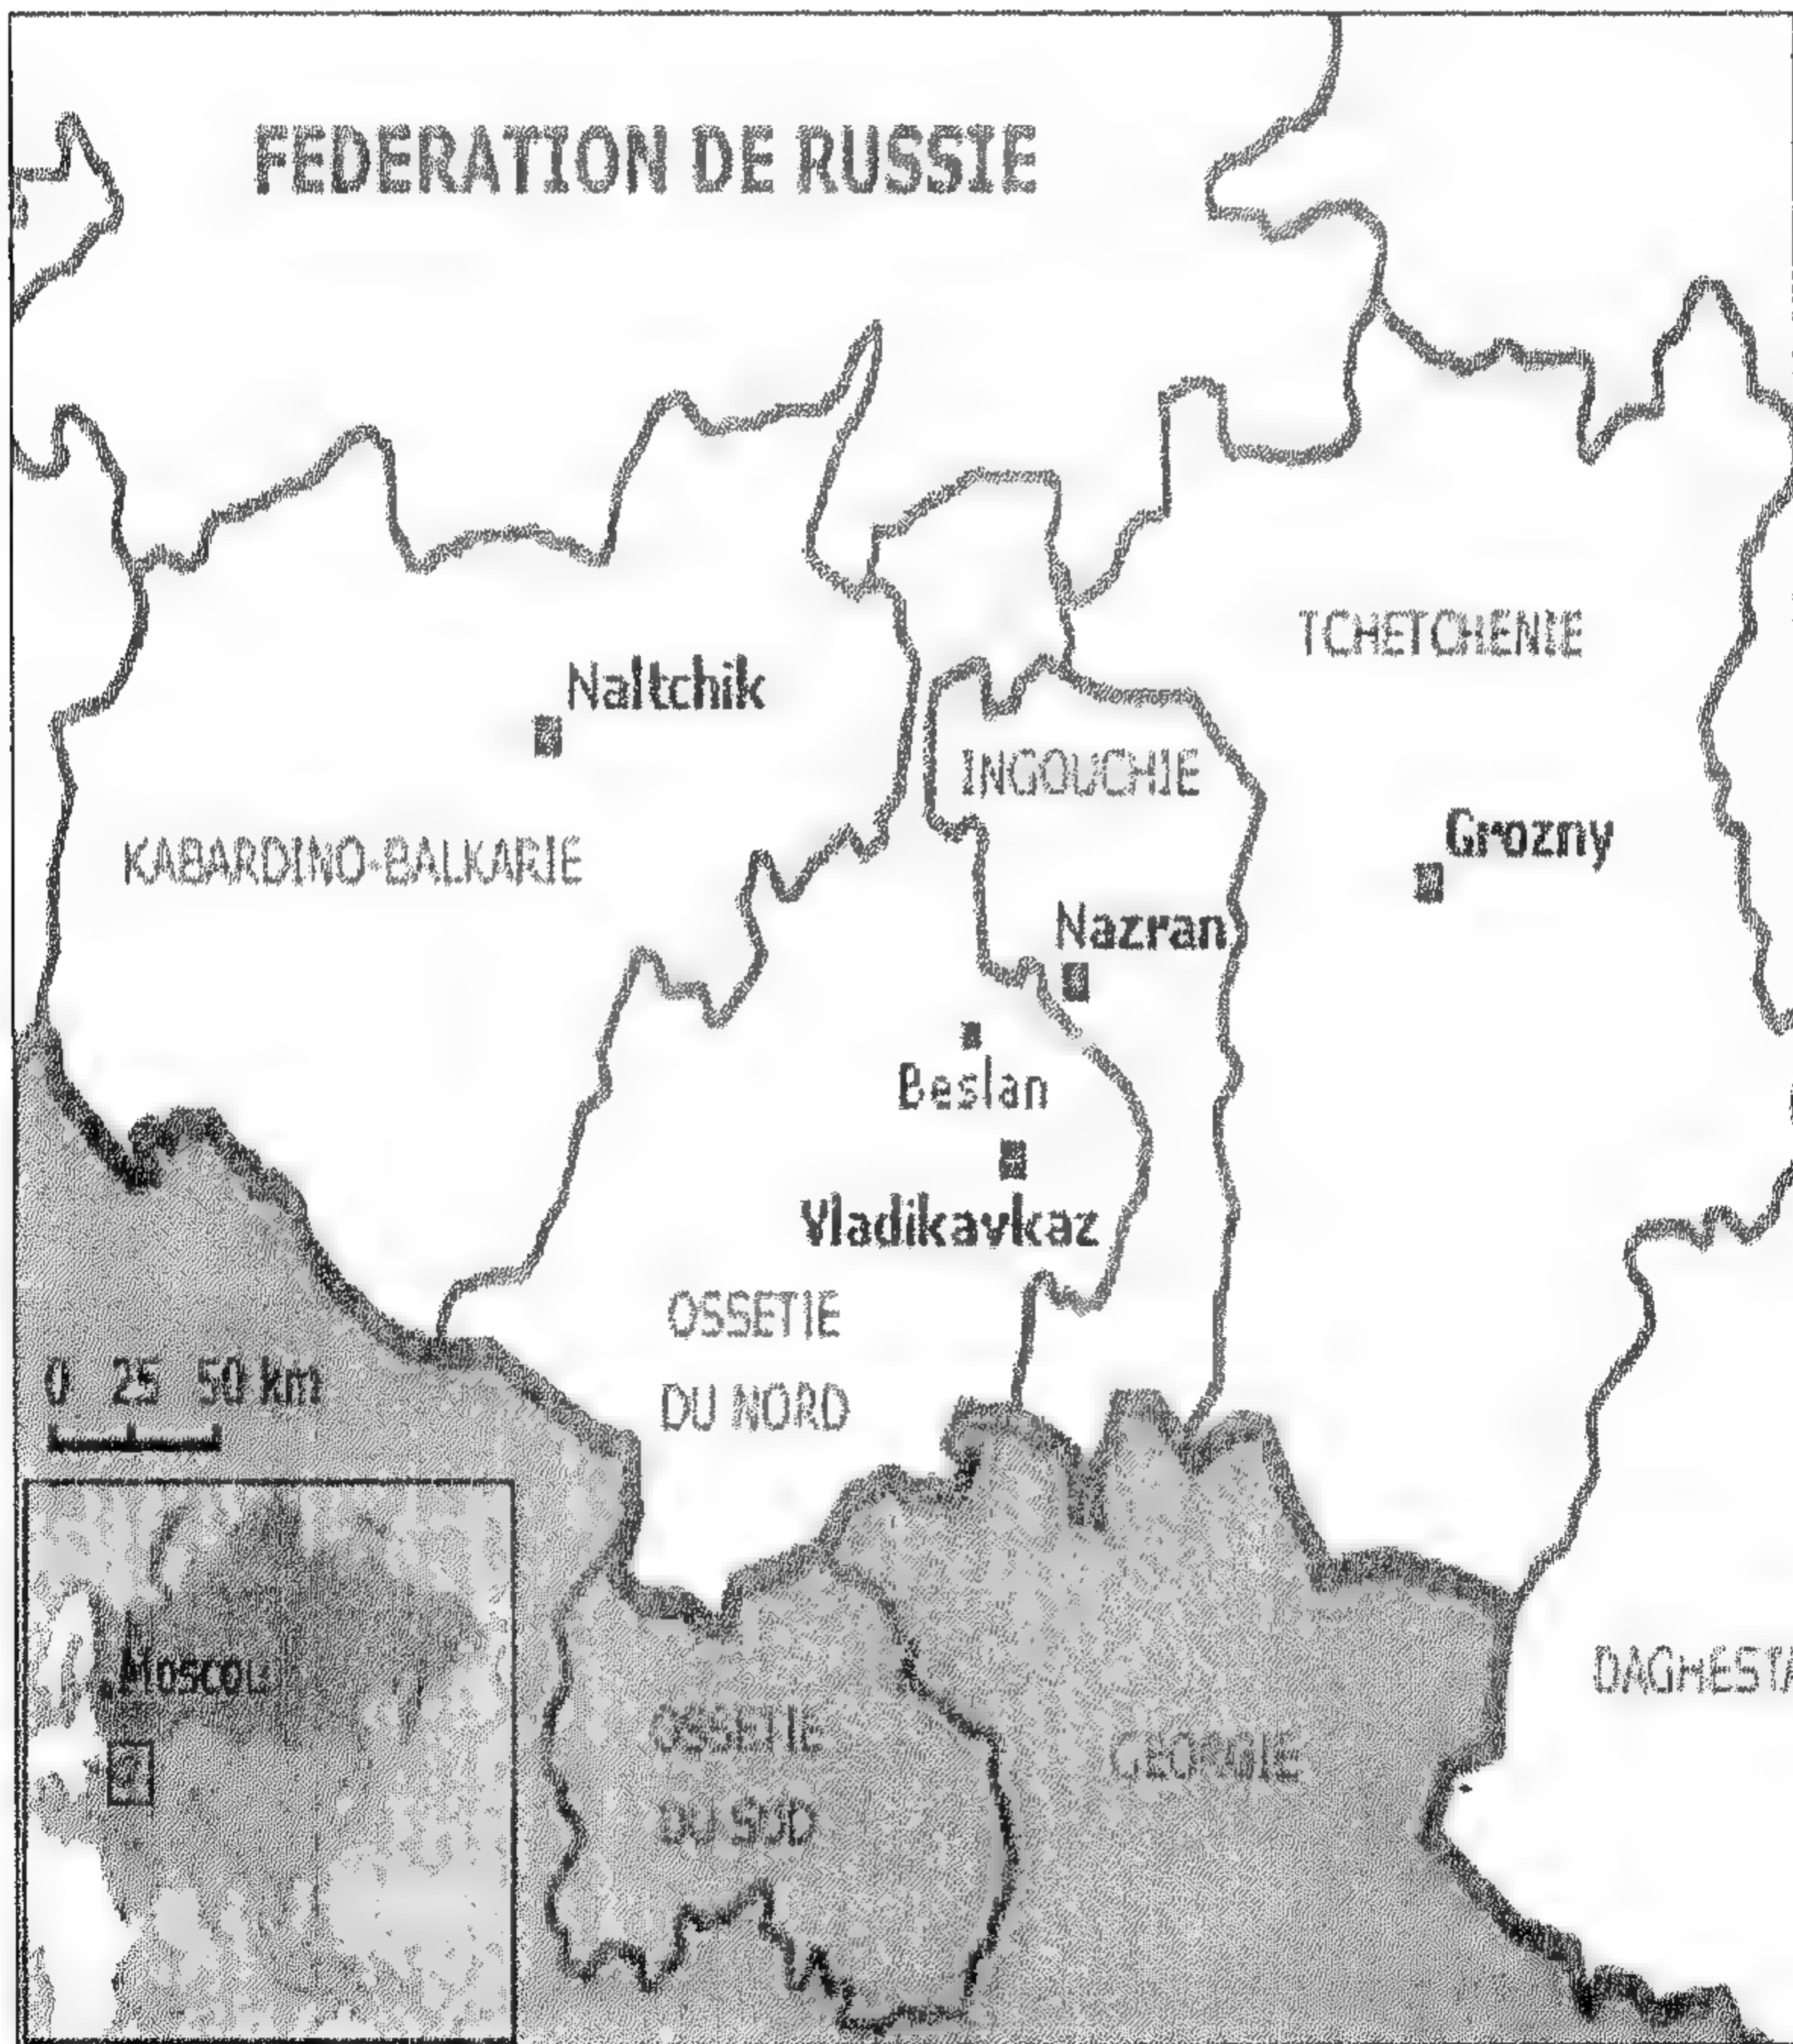 FEDERATION DE RUSSIE
TCHETCHENIE
Naltchik
INGOUCHIE
KABARDINO-BALKARIE
Grozny
Nazran
Beslan
Vladikavkaz
OSSETIE
DU NORD
0 25 50 km
Moscou
OSSETIE
DU SUD
GEORGIE
DAGHESTA